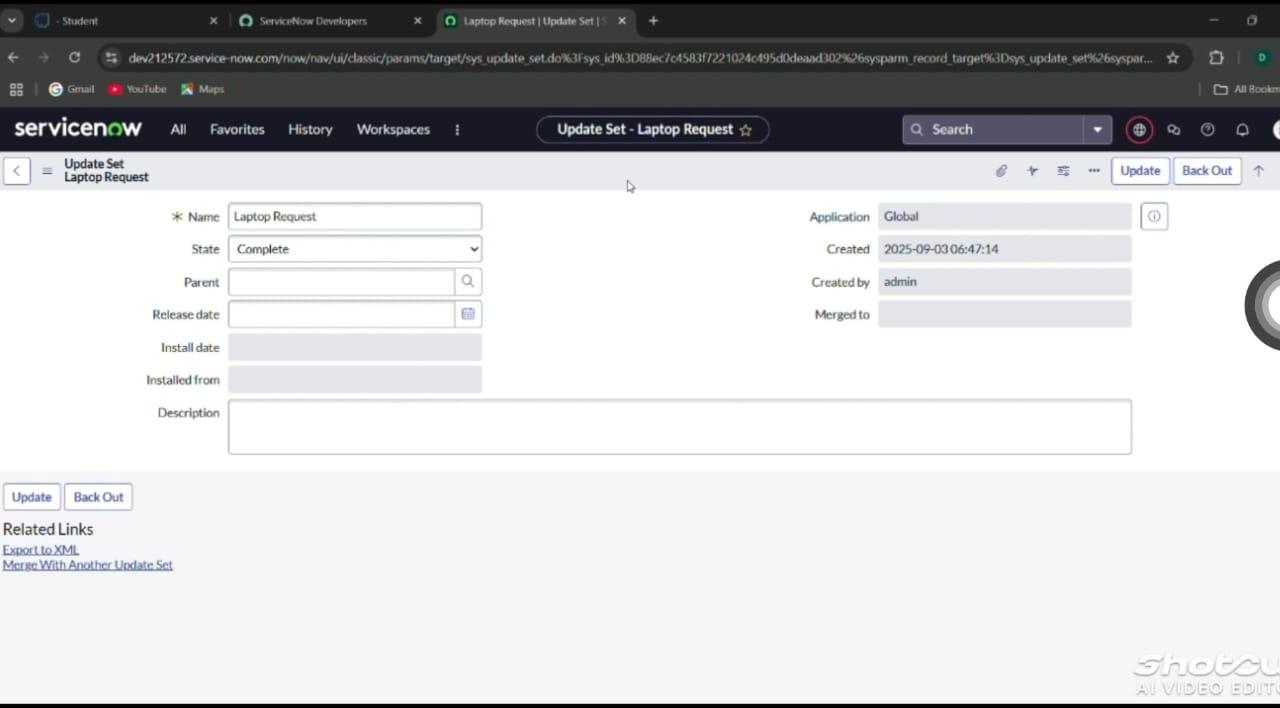 - Student
ServiceNow Developers
Laptop Request | Update Set | S
dev212572.service-now.com/now/nav/ui/classic/params/target/sys_update_set.do%3Fsys_id%3D88ec7c4583f7221024c495d0deaad302%26sysparm_record_target%3Dsys_update_set%26syspar...
D
Gmail
YouTube
Maps
All Bookm
servicenow
All
Favorites
History
Workspaces
Update Set - Laptop Request
Search
Update Set
Laptop Request
Update
Back Out
* Name
Laptop Request
Application
Global
State
Complete
Created
2025-09-03 06:47:14
Parent
Created by
admin
Release date
Merged to
Install date
Installed from
Description
Update
Back Out
Related Links
Export to XML
Merge With Another Update Set
ShotCu
AI VIDEO EDITO